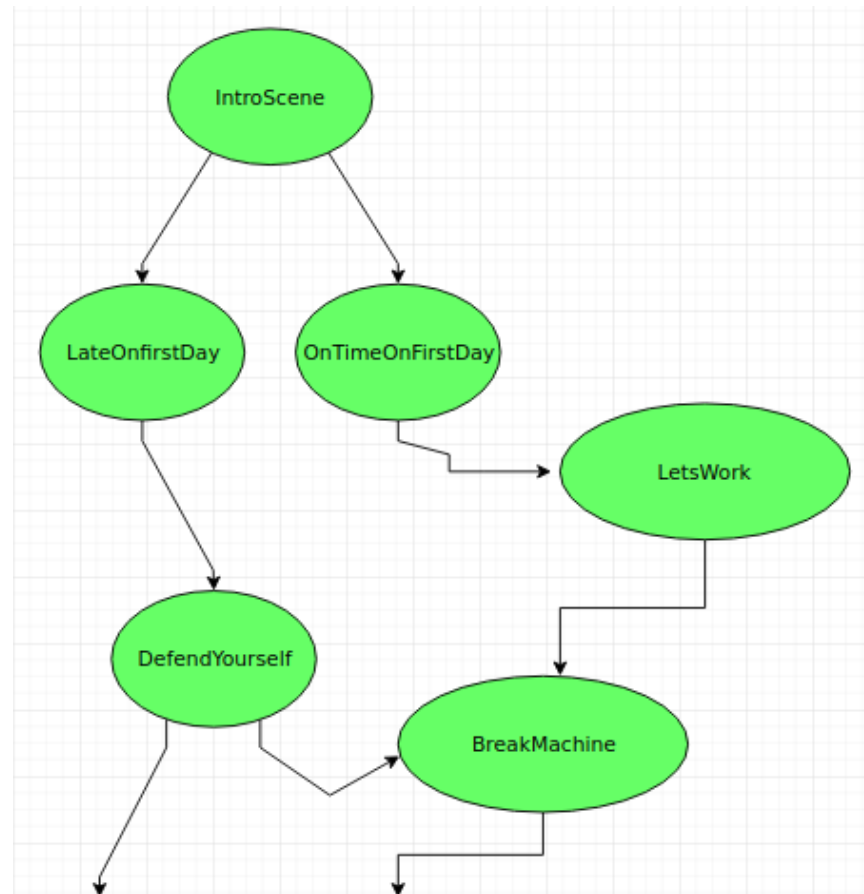 IntroScene
LateOnfirstDay
OnTimeOnFirstDay
LetsWork
DefendYourself
BreakMachine